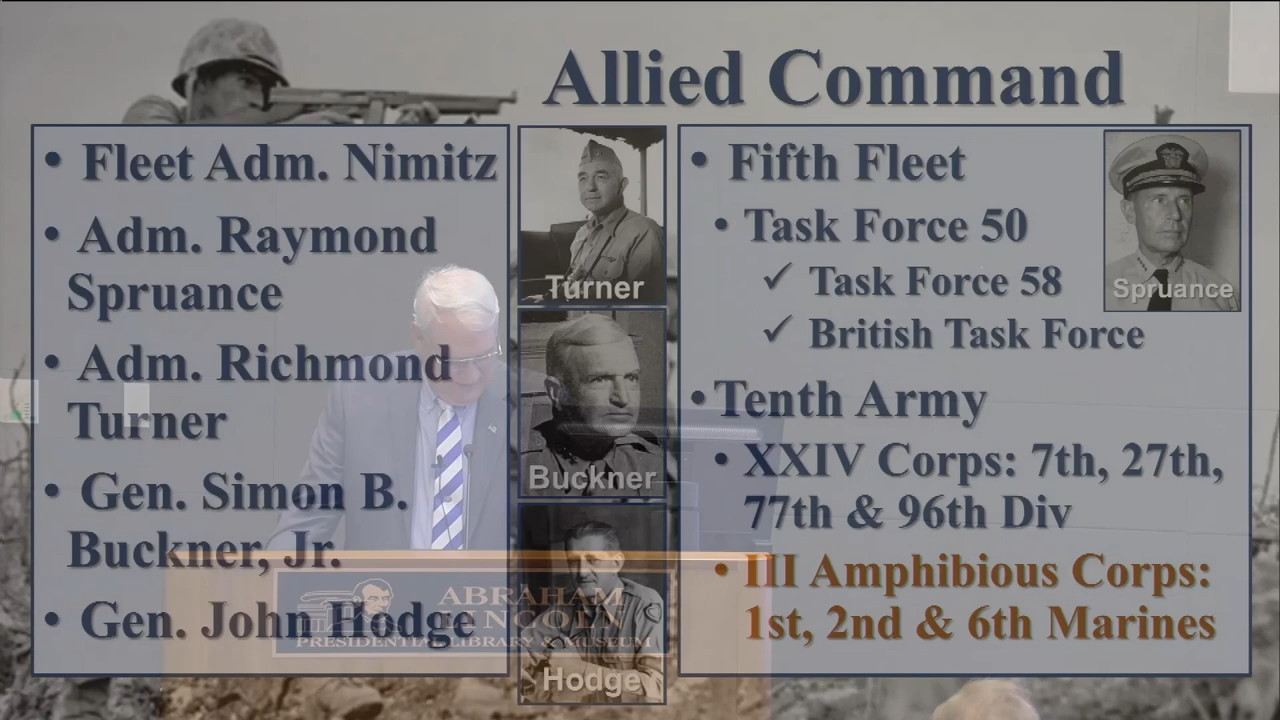 Allied Command
• Fleet Adm. Nimitz
• Adm. Raymond
Spruance
• Adm. Richmond
Turner
• Gen. Simon B.
Buckner, Jr.
• Gen. John Hodge
Turner
Buckner
Hodge
• Fifth Fleet
• Task Force 50
✓ Task Force 58
✓ British Task Force
• Tenth Army
• XXIV Corps: 7th, 27th,
77th & 96th Div
• III Amphibious Corps:
1st, 2nd & 6th Marines
Spruance
ABRAHAM
LINCOLN
PRESIDENTIAL LIBRARY & MUSEUM